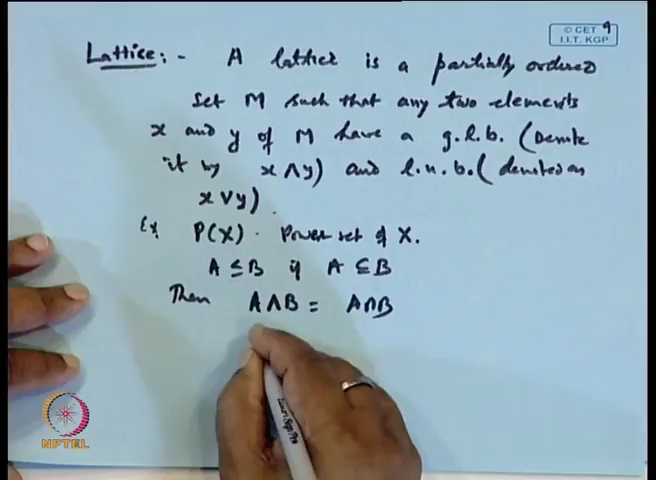 © CET
I.I.T. KGP
9
Lattice :- A lattice is a partially ordered
Set M such that any two elements
x and y of M have a g.l.b. (Denote
it by x ∧ y) and l.u.b. (denoted as
x ∨ y).
Ex. P(X). Power set of X.
A ≤ B if A ⊆ B
Then A ∧ B = A ∩ B
NPTEL